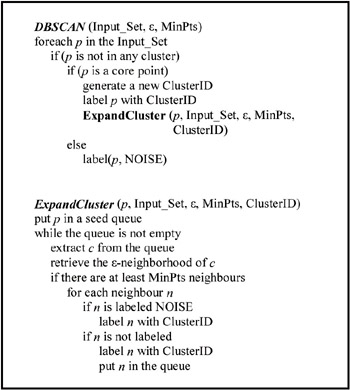 DBSCAN (Input_Set, ε, MinPts)
foreach p in the Input_Set
if (p is not in any cluster)
if (p is a core point)
generate a new ClusterID
label p with ClusterID
ExpandCluster (p, Input_Set, ε, MinPts,
ClusterID)
else
label(p, NOISE)
ExpandCluster (p, Input_Set, ε, MinPts, ClusterID)
put p in a seed queue
while the queue is not empty
extract c from the queue
retrieve the ε-neighborhood of c
if there are at least MinPts neighbours
for each neighbour n
if n is labeled NOISE
label n with ClusterID
if n is not labeled
label n with ClusterID
put n in the queue